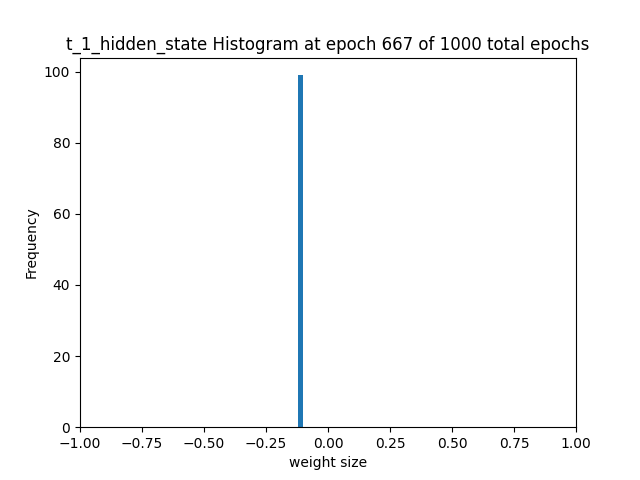 t_1_hidden_state Histogram at epoch 667 of 1000 total epochs
100
80
60
40
20
0
Frequency
−1.00 −0.75 −0.50 −0.25 0.00 0.25 0.50 0.75 1.00
weight size